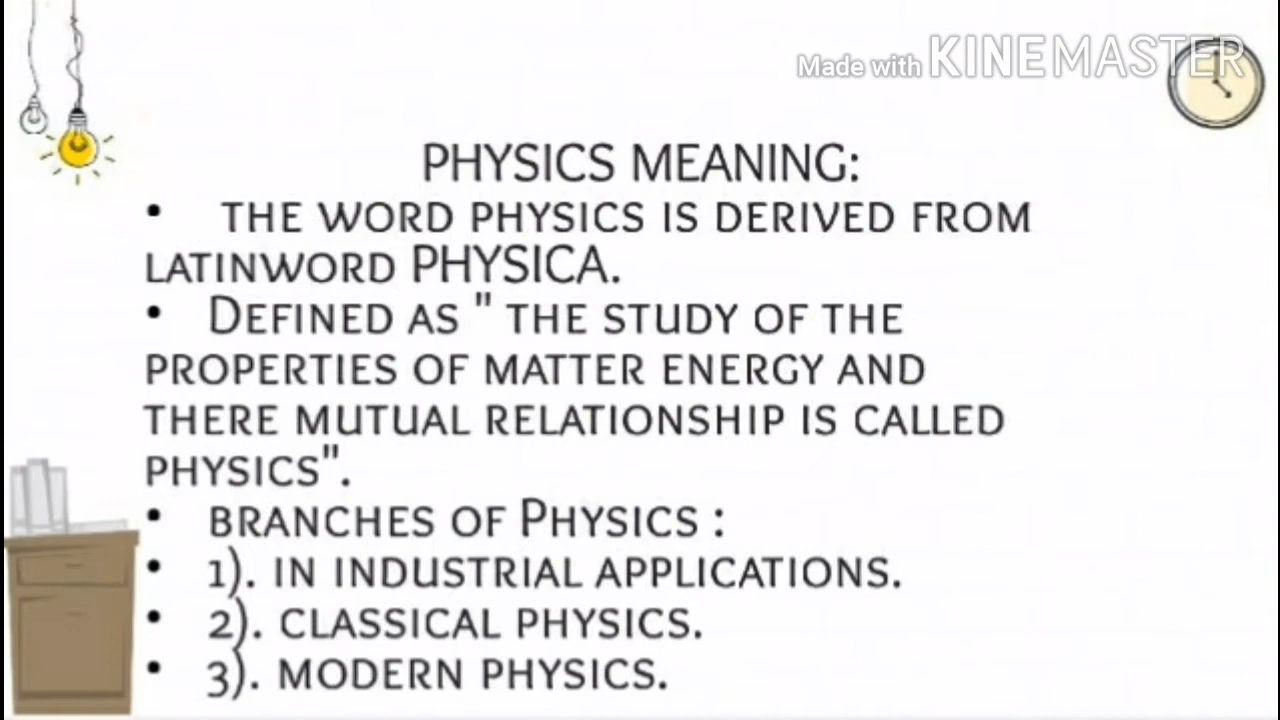 Made with KINEMASTER
PHYSICS MEANING:
• THE WORD PHYSICS IS DERIVED FROM
LATINWORD PHYSICA.
• DEFINED AS " THE STUDY OF THE
PROPERTIES OF MATTER ENERGY AND
THERE MUTUAL RELATIONSHIP IS CALLED
PHYSICS".
• BRANCHES OF PHYSICS :
• 1). IN INDUSTRIAL APPLICATIONS.
• 2). CLASSICAL PHYSICS.
• 3). MODERN PHYSICS.